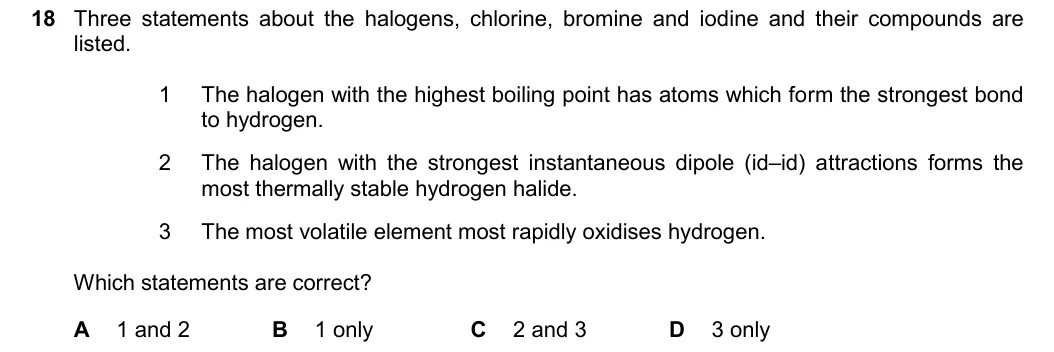 18 Three statements about the halogens, chlorine, bromine and iodine and their compounds are
listed.
1 The halogen with the highest boiling point has atoms which form the strongest bond
to hydrogen.
2 The halogen with the strongest instantaneous dipole (id–id) attractions forms the
most thermally stable hydrogen halide.
3 The most volatile element most rapidly oxidises hydrogen.
Which statements are correct?
A 1 and 2 B 1 only C 2 and 3 D 3 only